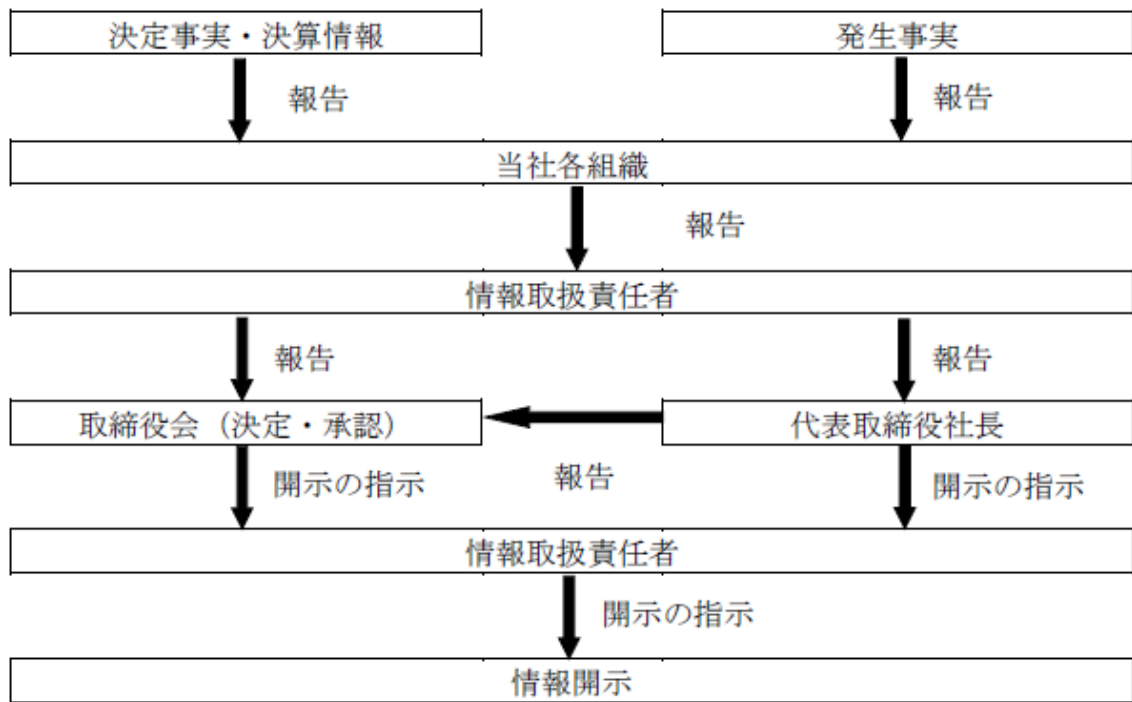 決定事実・決算情報
発生事実
報告
報告
当社各組織
報告
情報取扱責任者
報告
報告
取締役会（決定・承認）
代表取締役社長
報告
開示の指示
開示の指示
情報取扱責任者
開示の指示
情報開示